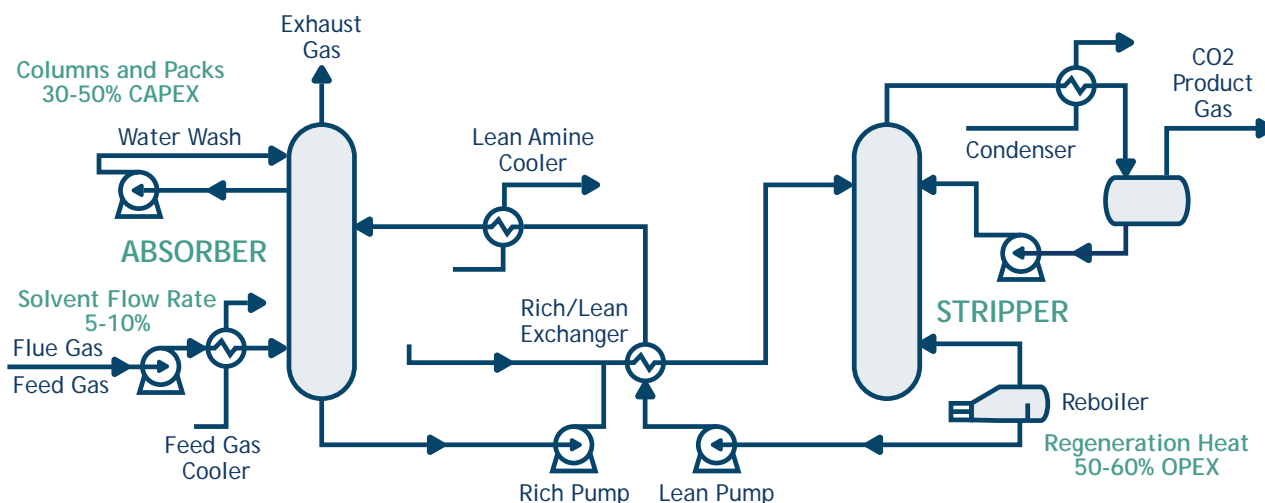 Exhaust
Gas
Columns and Packs
30-50% CAPEX
Water Wash
ABSORBER
Solvent Flow Rate
5-10%
Flue Gas
Feed Gas
Feed Gas
Cooler
Lean Amine
Cooler
Rich/Lean
Exchanger
Rich Pump
Lean Pump
CO2
Product
Gas
Condenser
STRIPPER
Reboiler
Regeneration Heat
50-60% OPEX